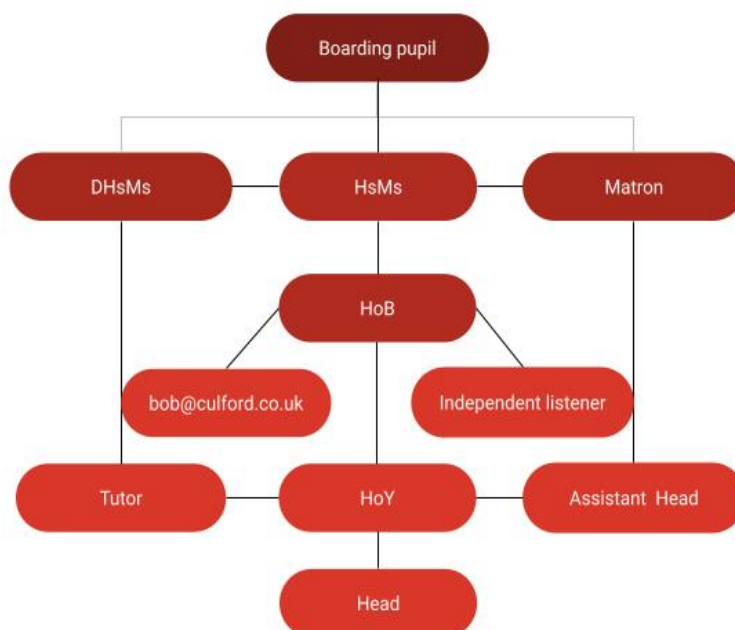 Boarding pupil
DHsMs
HsMs
Matron
HoB
bob@culford.co.uk
Independent listener
Tutor
HoY
Assistant Head
Head